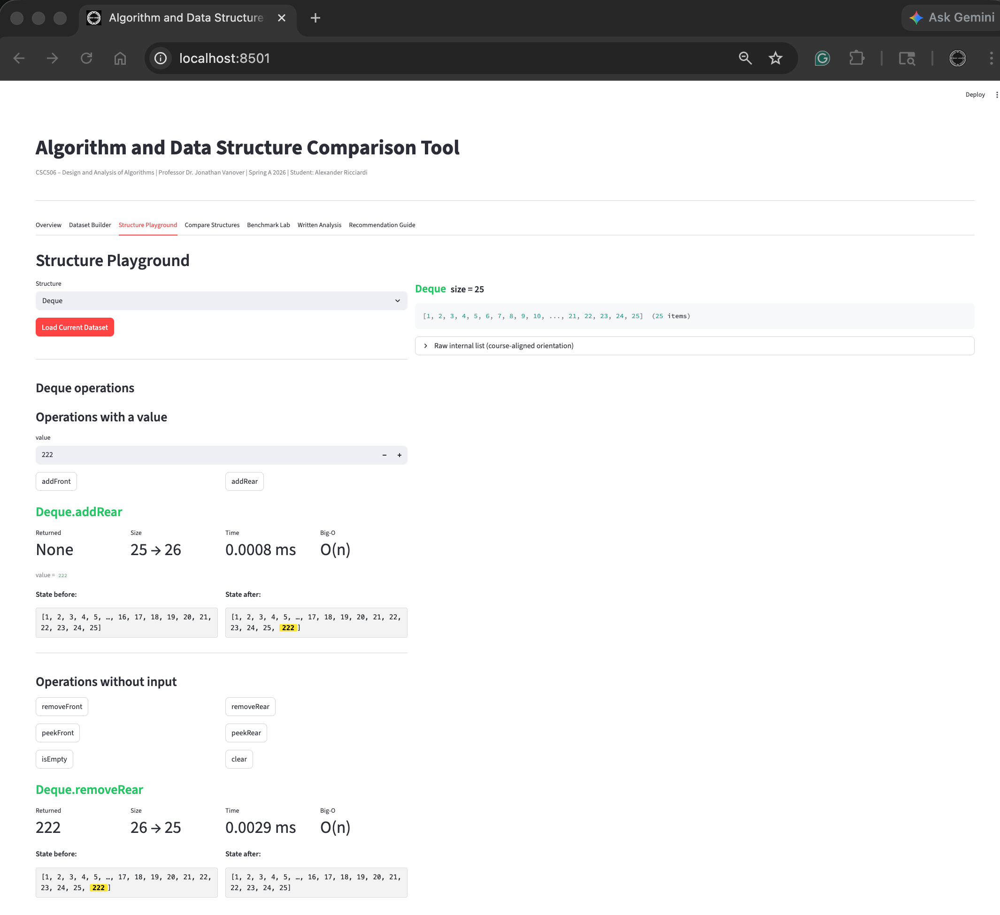 Algorithm and Data Structure
Ask Gemini
localhost:8501
Deploy
Algorithm and Data Structure Comparison Tool
CSC506 – Design and Analysis of Algorithms | Professor Dr. Jonathan Vanover | Spring A 2026 | Student: Alexander Ricciardi
Overview Dataset Builder Structure Playground Compare Structures Benchmark Lab Written Analysis Recommendation Guide
Structure Playground
Structure
Deque
Load Current Dataset
Deque size = 25
[1, 2, 3, 4, 5, 6, 7, 8, 9, 10, ..., 21, 22, 23, 24, 25] (25 items)
Raw internal list (course-aligned orientation)
Deque operations
Operations with a value
value
222 − +
addFront addRear
Deque.addRear
Returned Size Time Big-O
None 25 → 26 0.0008 ms O(n)
value = 222
State before: State after:
[1, 2, 3, 4, 5, …, 16, 17, 18, 19, 20, 21,
22, 23, 24, 25]
[1, 2, 3, 4, 5, …, 17, 18, 19, 20, 21, 22,
23, 24, 25, 222]
Operations without input
removeFront removeRear
peekFront peekRear
isEmpty clear
Deque.removeRear
Returned Size Time Big-O
222 26 → 25 0.0029 ms O(n)
State before: State after:
[1, 2, 3, 4, 5, …, 17, 18, 19, 20, 21, 22,
23, 24, 25, 222]
[1, 2, 3, 4, 5, …, 16, 17, 18, 19, 20, 21,
22, 23, 24, 25]